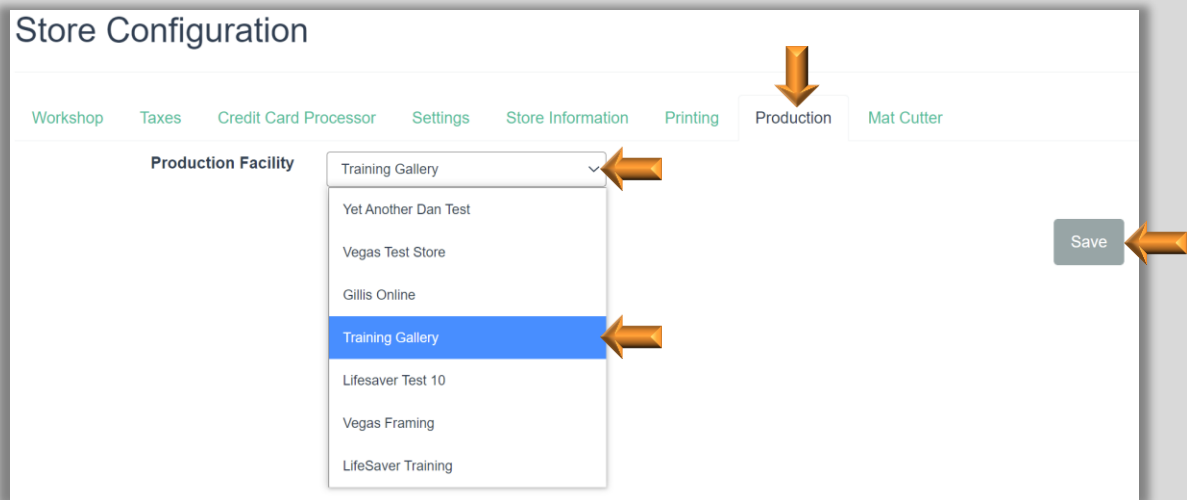 Store Configuration
Workshop Taxes Credit Card Processor Settings Store Information Printing Production Mat Cutter
Production Facility Training Gallery
Yet Another Dan Test
Vegas Test Store
Save
Gillis Online
Training Gallery
Lifesaver Test 10
Vegas Framing
LifeSaver Training